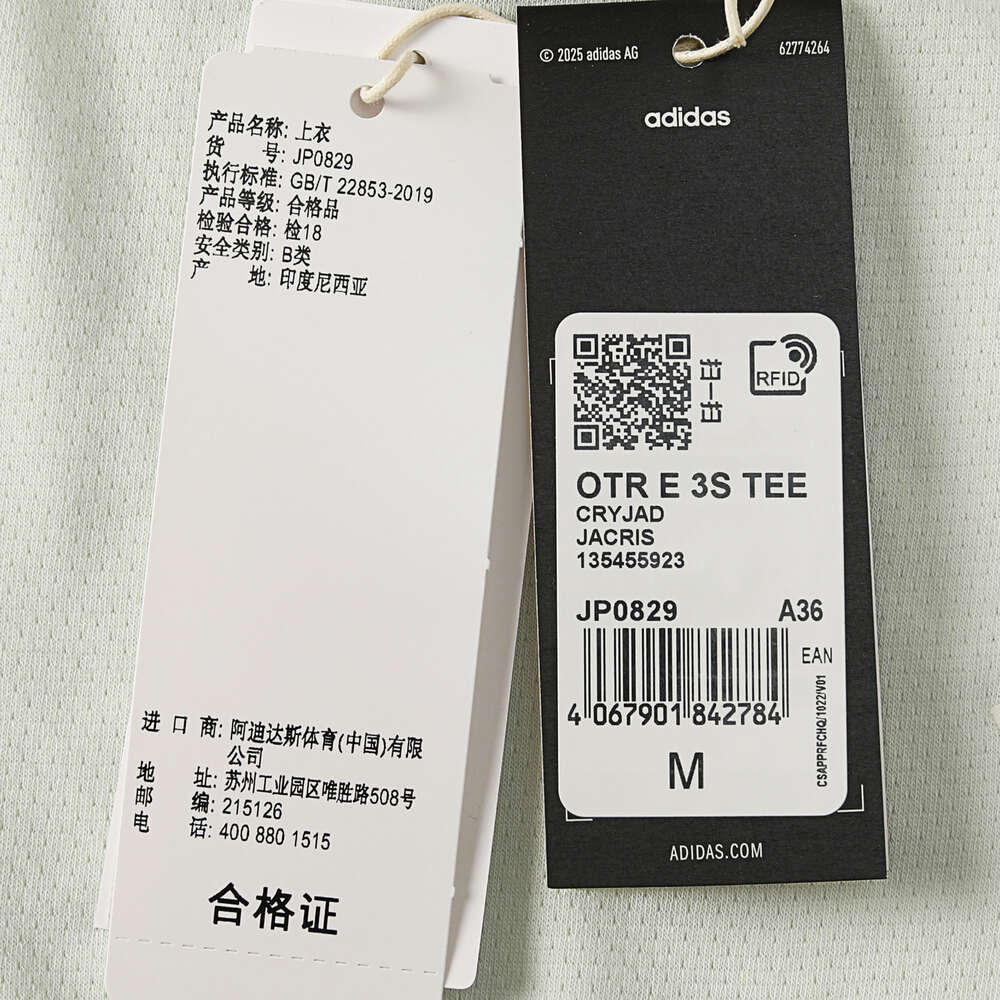 产品名称: 上衣
货 号: JP0829
执行标准: GB/T 22853-2019
产品等级: 合格品
检验合格: 检18
安全类别: B类
产 地: 印度尼西亚
进 口 商: 阿迪达斯体育(中国)有限
公司
地 址: 苏州工业园区唯胜路508号
邮 编: 215126
电 话: 400 880 1515
合格证
© 2025 adidas AG
62774264
adidas
扫一扫
RFID
OTR E 3S TEE
CRYJAD
JACRIS
135455923
JP0829
A36
EAN
4 067901 842784
CSAPPRFCHQ/1022/V01
M
ADIDAS.COM